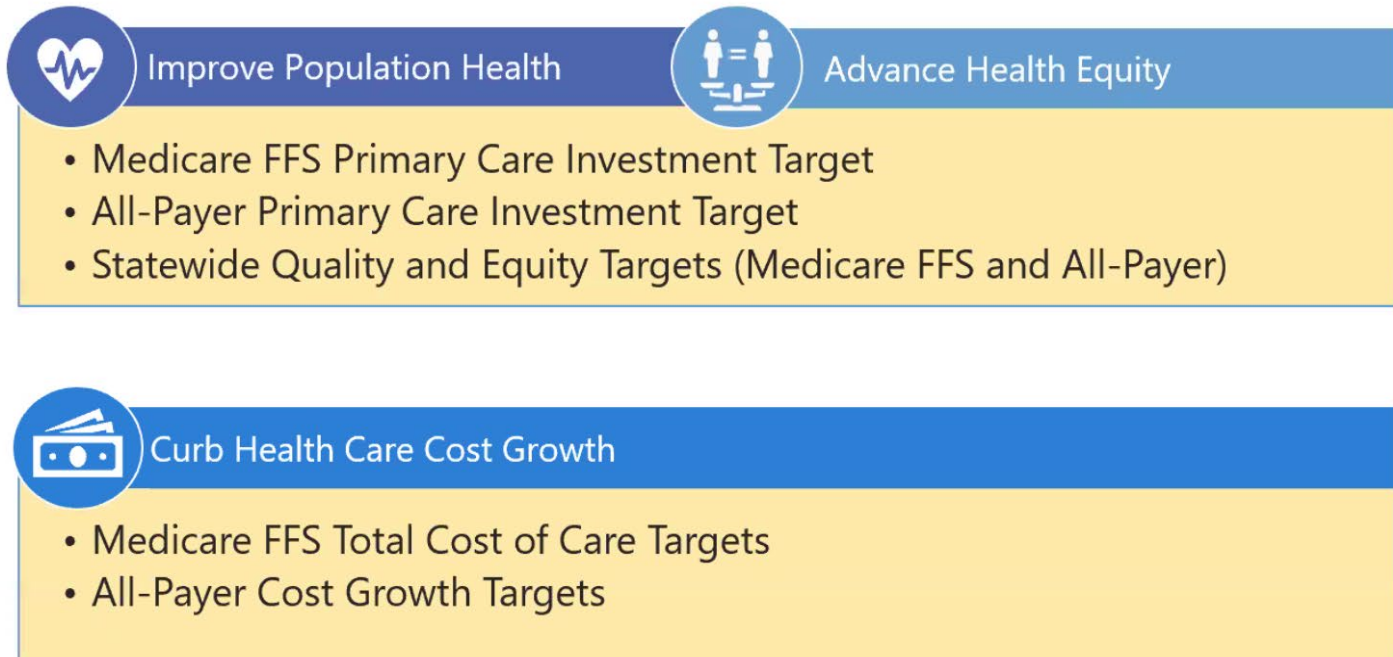 Improve Population Health
Advance Health Equity
• Medicare FFS Primary Care Investment Target
• All-Payer Primary Care Investment Target
• Statewide Quality and Equity Targets (Medicare FFS and All-Payer)
Curb Health Care Cost Growth
• Medicare FFS Total Cost of Care Targets
• All-Payer Cost Growth Targets